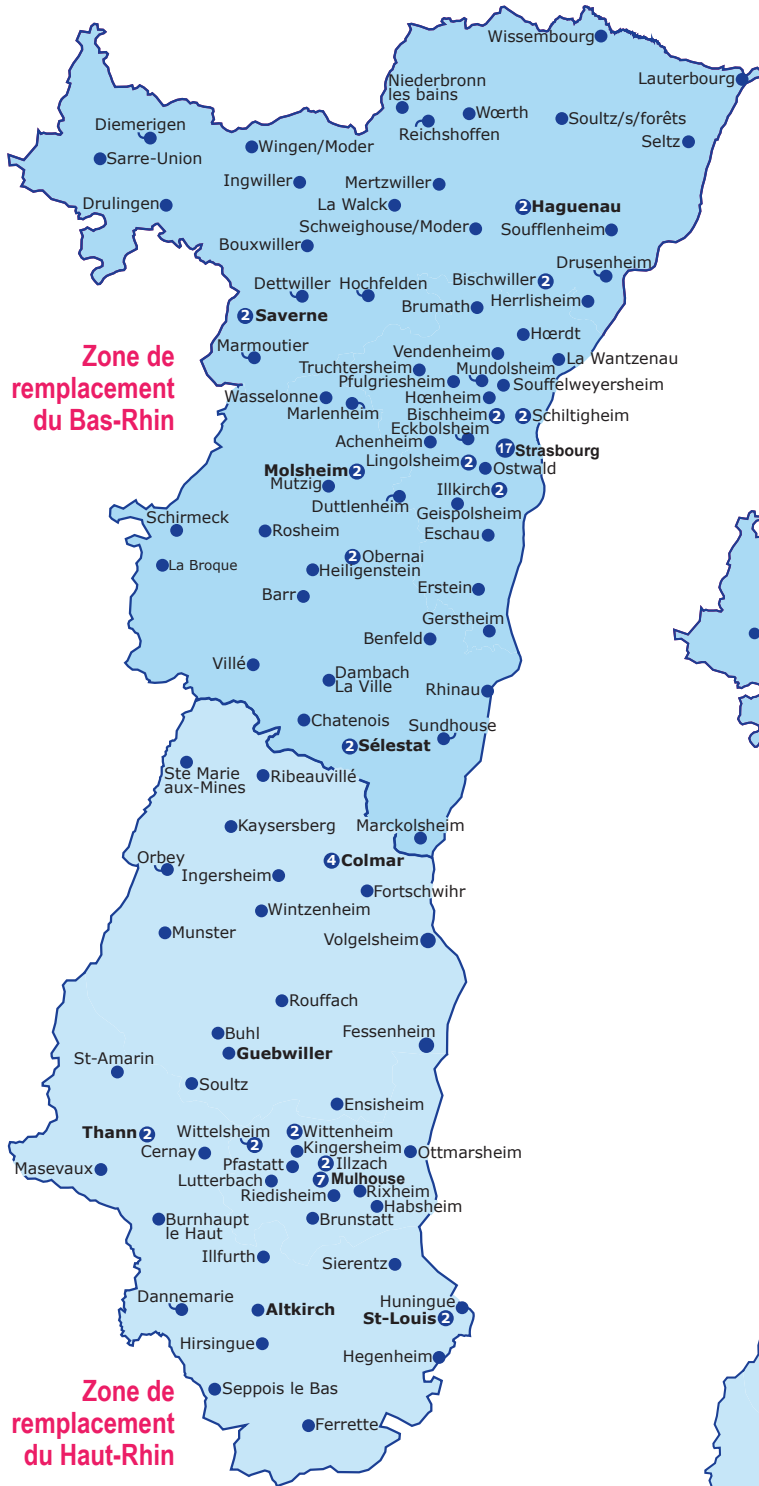 Wissembourg
Lauterbourg
Niederbronn
les bains
Wœrth
Reichshoffen
Soultz/s/forêts
Seltz
Diemerigen
Sarre-Union
Wingen/Moder
Ingwiller
Mertzwiller
Drulingen
La Walck
2 Haguenau
Schweighouse/Moder
Soufflenheim
Bouxwiller
Drusenheim
Dettwiller
Hochfelden
Bischwiller 2
Brumath
Herrlisheim
2 Saverne
Hœrdt
Zone de
remplacement
du Bas-Rhin
Marmoutier
Vendenheim
La Wantzenau
Truchtersheim
Mundolsheim
Pfulgriesheim
Souffelweyersheim
Wasselonne
Hœnheim
Marlenheim
Bischheim 2
2 Schiltigheim
Eckbolsheim
Achenheim
17 Strasbourg
Molsheim 2
Lingolsheim 2
Ostwald
Mutzig
Illkirch 2
Duttlenheim
Geispolsheim
Schirmeck
Rosheim
Eschau
2 Obernai
La Broque
Heiligenstein
Barr
Erstein
Gerstheim
Benfeld
Villé
Dambach
La Ville
Rhinau
Chatenois
Sundhouse
2 Sélestat
Ste Marie
aux-Mines
Ribeauvillé
Kaysersberg
Marckolsheim
Orbey
4 Colmar
Ingersheim
Fortschwihr
Wintzenheim
Munster
Volgelsheim
Rouffach
Buhl
Fessenheim
Guebwiller
St-Amarin
Soultz
Ensisheim
Thann 2
Wittelsheim
2
2 Wittenheim
Cernay
Kingersheim
Ottmarsheim
Masevaux
Pfastatt
2 Illzach
Lutterbach
7 Mulhouse
Riedisheim
Rixheim
Habsheim
Burnhaupt
le Haut
Brunstatt
Illfurth
Sierentz
Dannemarie
Altkirch
Huningue
St-Louis 2
Hirsingue
Hegenheim
Zone de
remplacement
du Haut-Rhin
Seppois le Bas
Ferrette